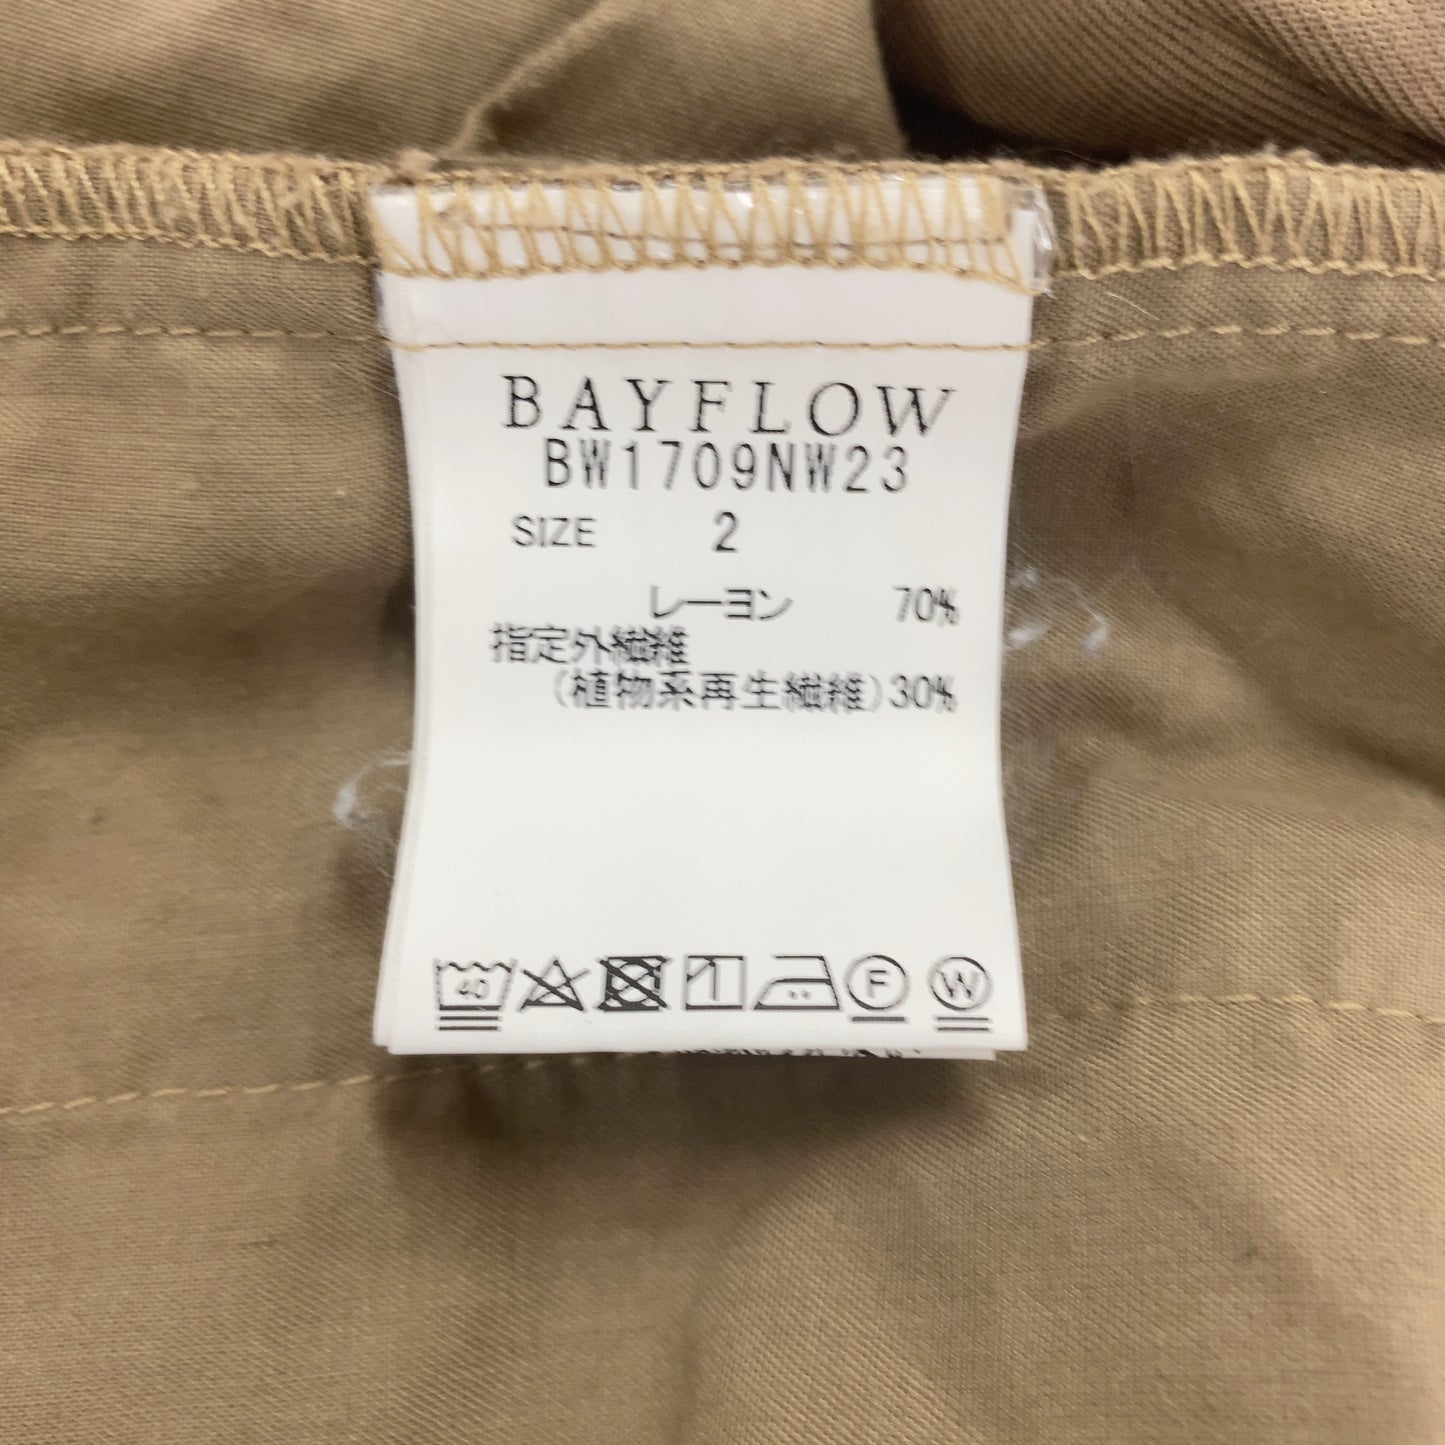 BAYFLOW
BW1709NW23
SIZE 2
レーヨン 70%
指定外繊維
(植物系再生繊維)30%
40 F W